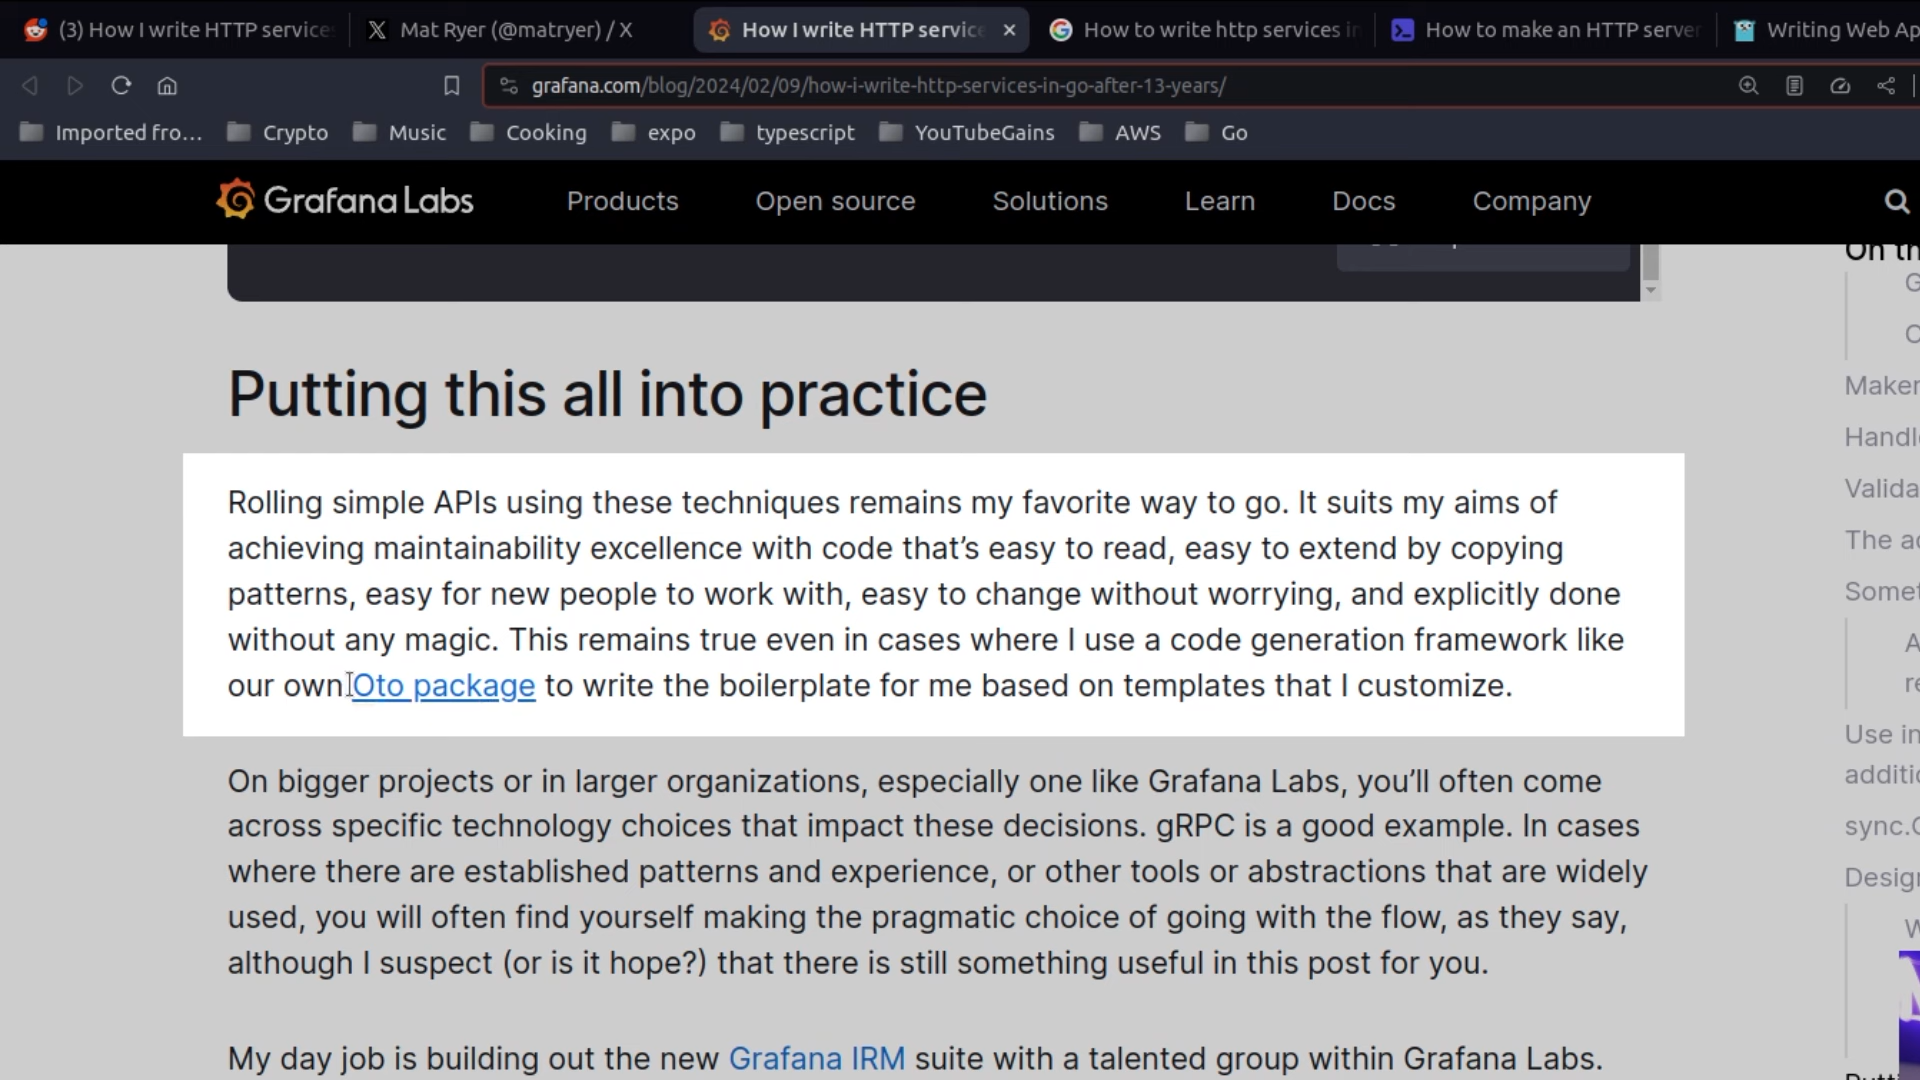 (3) How I write HTTP services
Mat Ryer (@matryer) / X
How I write HTTP service
How to write http services in
How to make an HTTP server
Writing Web Ap
grafana.com/blog/2024/02/09/how-i-write-http-services-in-go-after-13-years/
Imported fro...
Crypto
Music
Cooking
expo
typescript
YouTubeGains
AWS
Go
Grafana Labs
Products
Open source
Solutions
Learn
Docs
Company
Putting this all into practice
Rolling simple APIs using these techniques remains my favorite way to go. It suits my aims of
achieving maintainability excellence with code that’s easy to read, easy to extend by copying
patterns, easy for new people to work with, easy to change without worrying, and explicitly done
without any magic. This remains true even in cases where I use a code generation framework like
our own Oto package to write the boilerplate for me based on templates that I customize.
On bigger projects or in larger organizations, especially one like Grafana Labs, you’ll often come
across specific technology choices that impact these decisions. gRPC is a good example. In cases
where there are established patterns and experience, or other tools or abstractions that are widely
used, you will often find yourself making the pragmatic choice of going with the flow, as they say,
although I suspect (or is it hope?) that there is still something useful in this post for you.
My day job is building out the new Grafana IRM suite with a talented group within Grafana Labs.
On th
Maker
Handl
Valida
The a
Some
Use in
additi
sync.
Desig